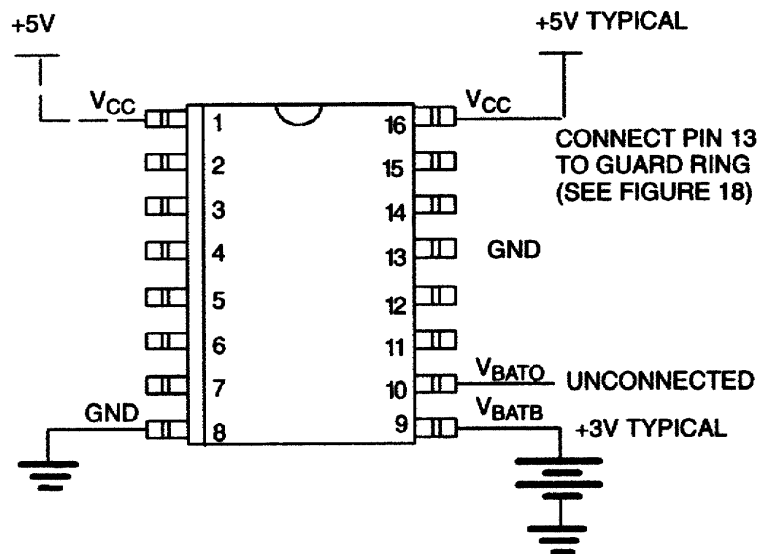 +5V
+5V TYPICAL
VCC
VCC
1
16
CONNECT PIN 13
TO GUARD RING
(SEE FIGURE 18)
2
15
3
14
4
13
GND
5
12
6
11
7
10
VBATO
UNCONNECTED
GND
8
9
VBATB
+3V TYPICAL